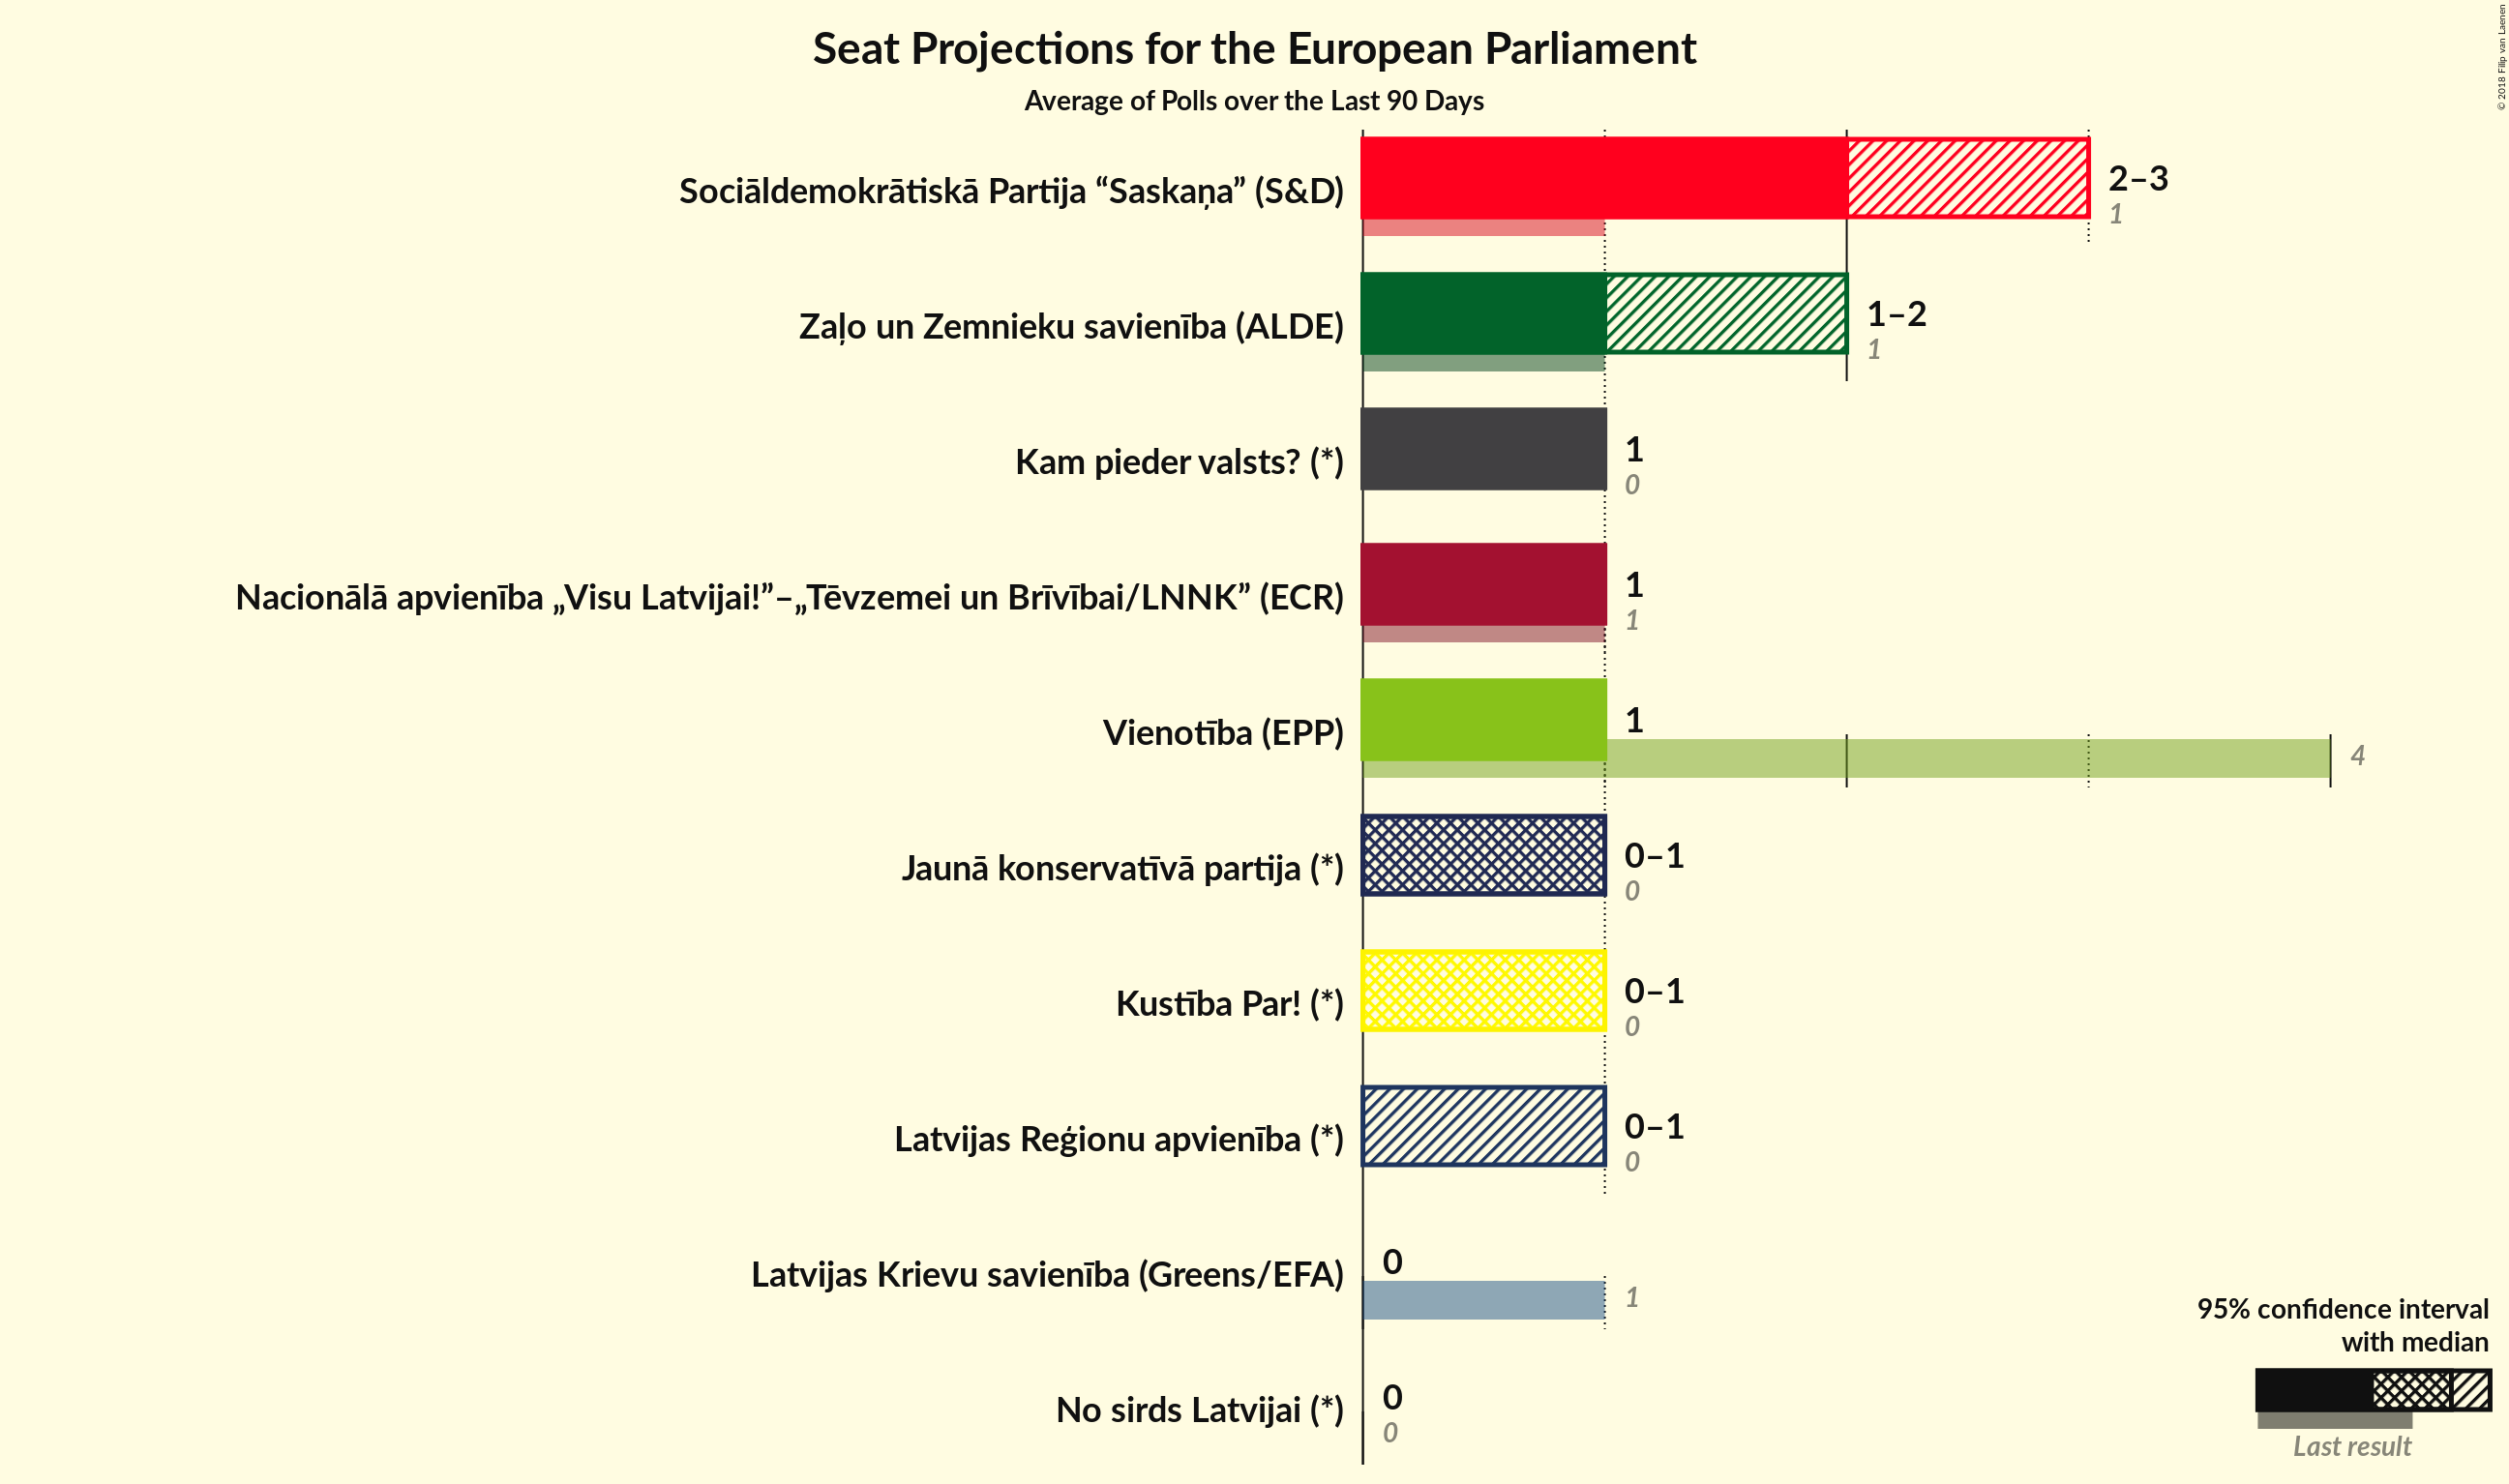 Seat Projections for the European Parliament
Average of Polls over the Last 90 Days
© 2018 Filip van Laenen
Sociāldemokrātiskā Partija “Saskaņa” (S&D)
2–3
1
Zaļo un Zemnieku savienība (ALDE)
1–2
1
Kam pieder valsts? (*)
1
0
Nacionālā apvienība „Visu Latvijai!”–„Tēvzemei un Brīvībai/LNNK” (ECR)
1
1
Vienotība (EPP)
1
4
Jaunā konservatīvā partija (*)
0–1
0
Kustība Par! (*)
0–1
0
Latvijas Reģionu apvienība (*)
0–1
0
Latvijas Krievu savienība (Greens/EFA)
0
1
No sirds Latvijai (*)
0
0
95% confidence interval
with median
Last result